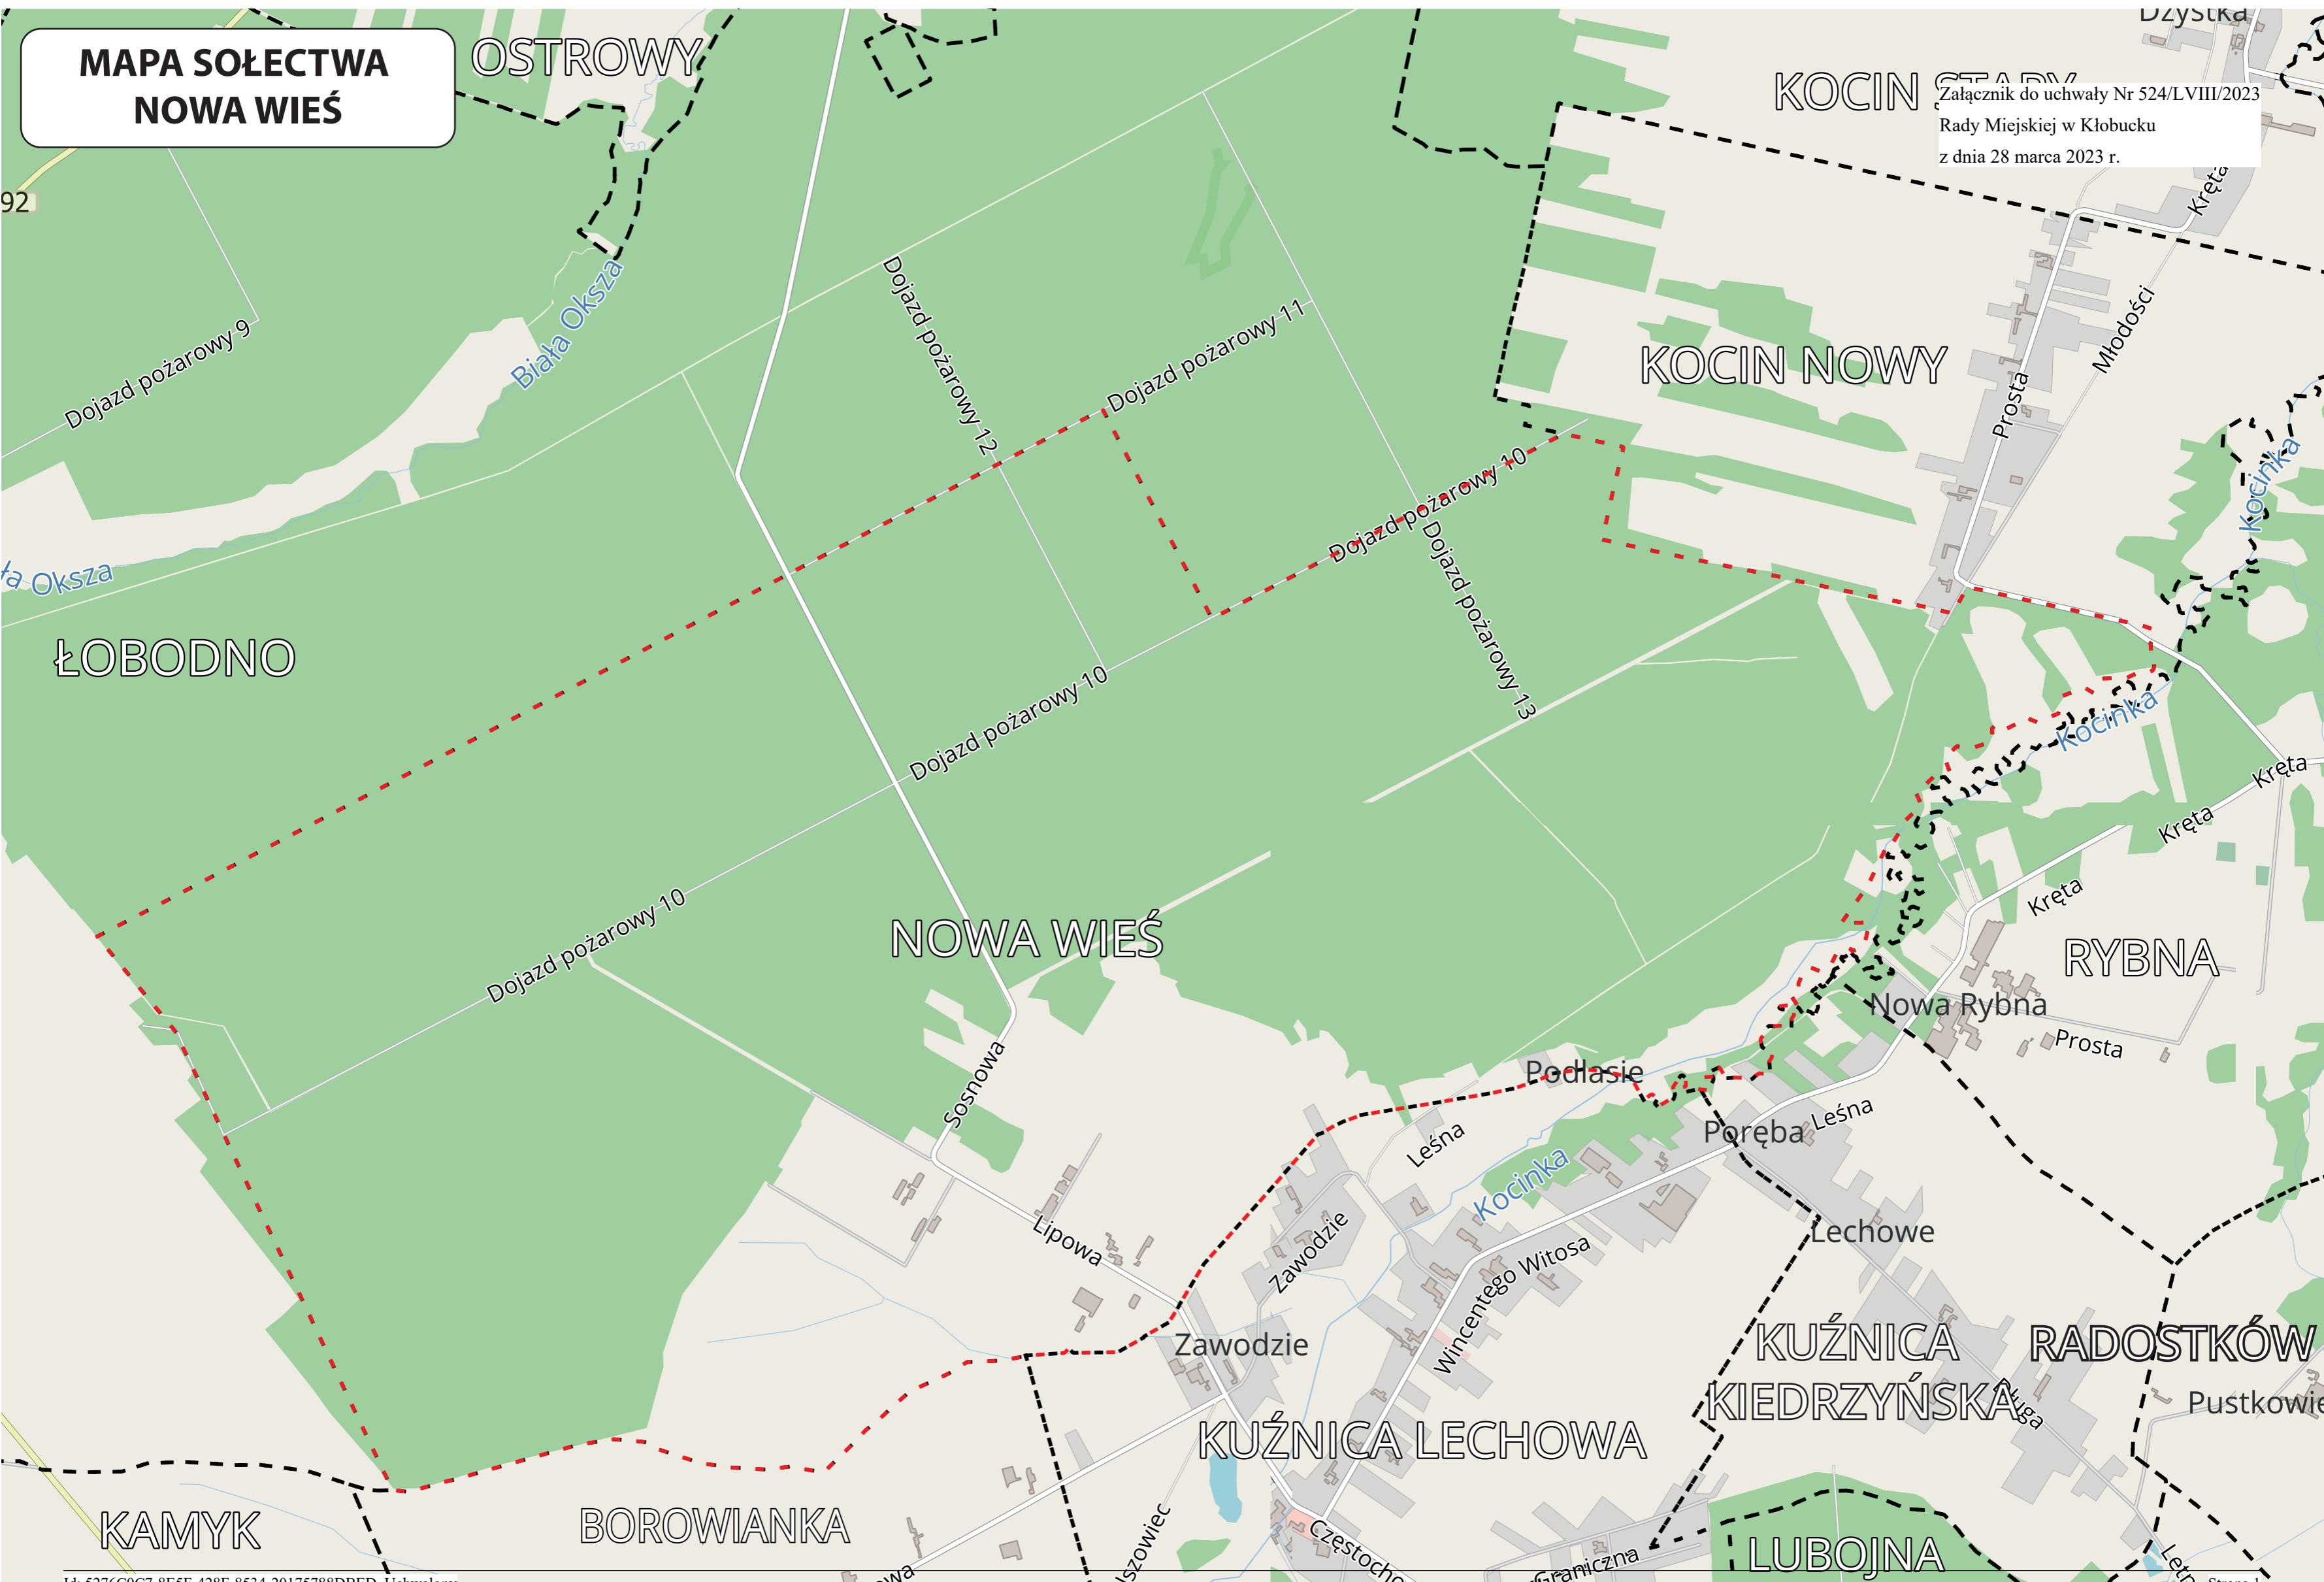 MAPA SOŁECTWA
NOWA WIEŚ
OSTROWY
KOCIN STARY
Załącznik do uchwały Nr 524/LVIII/2023
Rady Miejskiej w Kłobucku
z dnia 28 marca 2023 r.
Kręta
92
Biała Oksza
Dojazd pożarowy 9
Dojazd pożarowy 12
Dojazd pożarowy 11
KOCIN NOWY
Młodości
Prosta
Kocinka
Dojazd pożarowy 10
Dojazd pożarowy 13
Oksza
ŁOBODNO
Dojazd pożarowy 10
Kocinka
Kręta
Kręta
Kręta
Dojazd pożarowy 10
NOWA WIEŚ
RYBNA
Nowa Rybna
Prosta
Sosnowa
Podlasie
Leśna
Poręba
Leśna
Kocinka
Lipowa
Zawodzie
Lechowe
Wincentego Witosa
Zawodzie
KUŹNICA
KIEDRZYŃSKA
RADOSTKÓW
Długa
KUŹNICA LECHOWA
KAMYK
BOROWIANKA
LUBOJNA
Graniczna